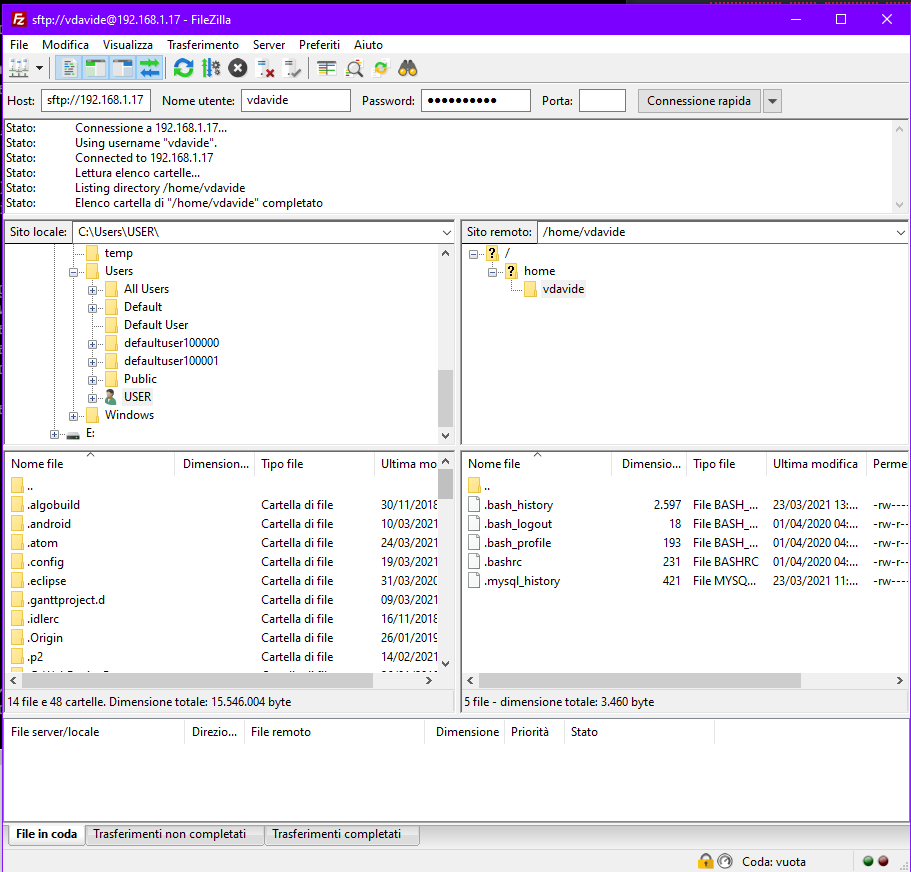 sftp://vdavide@192.168.1.17 - FileZilla
File Modifica Visualizza Trasferimento Server Preferiti Aiuto
Host: sftp://192.168.1.17 Nome utente: vdavide Password: ●●●●●●●●●● Porta: Connessione rapida
Stato: Connessione a 192.168.1.17...
Stato: Using username "vdavide".
Stato: Connected to 192.168.1.17
Stato: Lettura elenco cartelle...
Stato: Listing directory /home/vdavide
Stato: Elenco cartella di "/home/vdavide" completato
Sito locale: C:\Users\USER\
temp
Users
All Users
Default
Default User
defaultuser100000
defaultuser100001
Public
USER
Windows
E:
Sito remoto: /home/vdavide
/
home
vdavide
Nome file Dimension... Tipo file Ultima mo
..
.algobuild Cartella di file 30/11/2018
.android Cartella di file 10/03/2021
.atom Cartella di file 24/03/2021
.config Cartella di file 19/03/2021
.eclipse Cartella di file 31/03/2020
.ganttproject.d Cartella di file 09/03/2021
.idlerc Cartella di file 16/11/2018
.Origin Cartella di file 26/01/2019
.p2 Cartella di file 14/02/2021
14 file e 48 cartelle. Dimensione totale: 15.546.004 byte
Nome file Dimensio... Tipo file Ultima modifica Perme
..
.bash_history 2.597 File BASH_... 23/03/2021 13:... -rw----
.bash_logout 18 File BASH_... 01/04/2020 04:... -rw-r--
.bash_profile 193 File BASH_... 01/04/2020 04:... -rw-r--
.bashrc 231 File BASHRC 01/04/2020 04:... -rw-r--
.mysql_history 421 File MYSQ... 23/03/2021 11:... -rw----
5 file - dimensione totale: 3.460 byte
File server/locale Direzio... File remoto Dimensione Priorità Stato
File in coda Trasferimenti non completati Trasferimenti completati
Coda: vuota